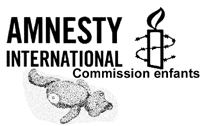 AMNESTY
INTERNATIONAL
Commission enfants